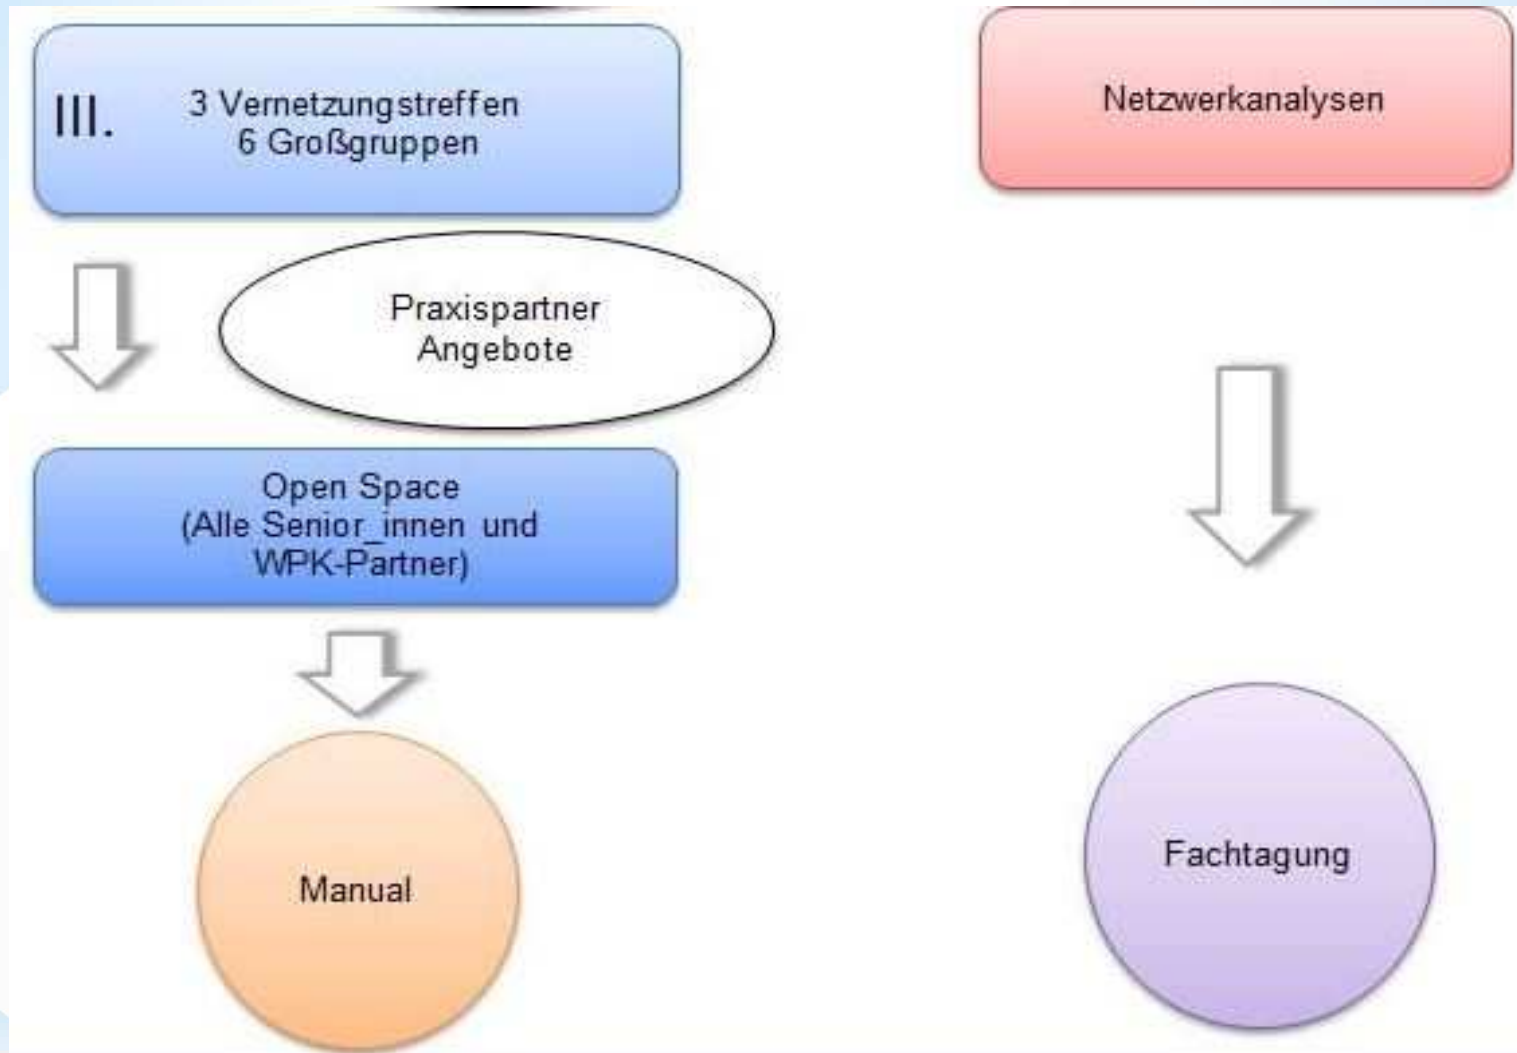 III.
3 Vernetzungstreffen
6 Großgruppen
Netzwerkanalysen
Praxispartner
Angebote
Open Space
(Alle Senior_innen und
WPK-Partner)
Manual
Fachtagung